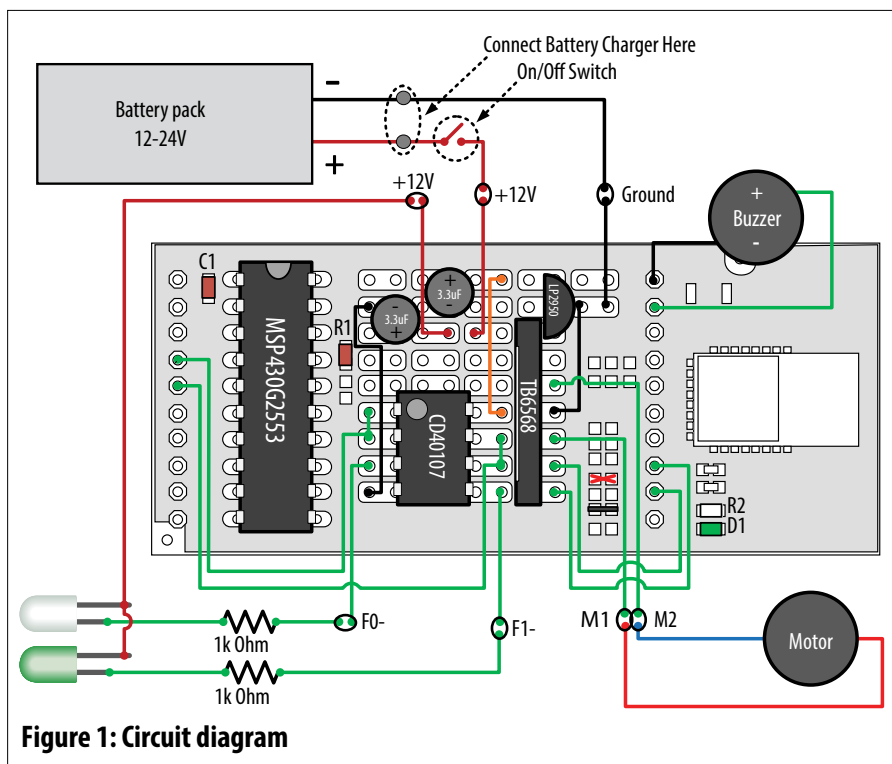 Connect Battery Charger Here
On/Off Switch
Battery pack
12-24V
-
+
+12V
+12V
Ground
+
Buzzer
-
C1
+
3.3uF
-
-
3.3uF
+
LP2950
R1
MSP430G2553
CD40107
TB6568
R2
D1
F0-
1k Ohm
F1-
1k Ohm
M1
M2
Motor
Figure 1: Circuit diagram